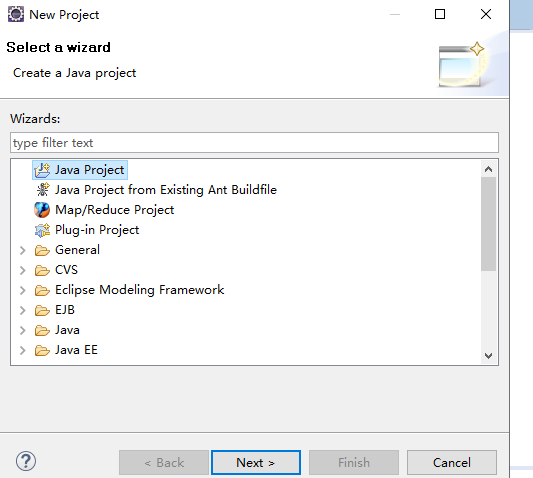 New Project
Select a wizard
Create a Java project
Wizards:
type filter text
Java Project
Java Project from Existing Ant Buildfile
Map/Reduce Project
Plug-in Project
General
CVS
Eclipse Modeling Framework
EJB
Java
Java EE
?
< Back
Next >
Finish
Cancel